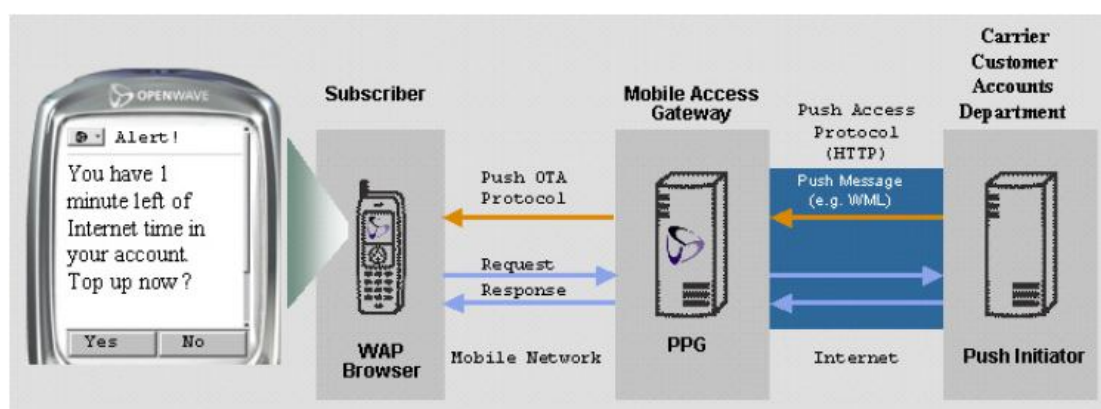 OPENWAVE
Alert!
You have 1
minute left of
Internet time in
your account.
Top up now?
Yes No
Subscriber
WAP
Browser
Push OTA
Protocol
Request
Response
Mobile Network
Mobile Access
Gateway
PPG
Push Access
Protocol
(HTTP)
Push Message
(e.g. WML)
Internet
Carrier
Customer
Accounts
Department
Push Initiator